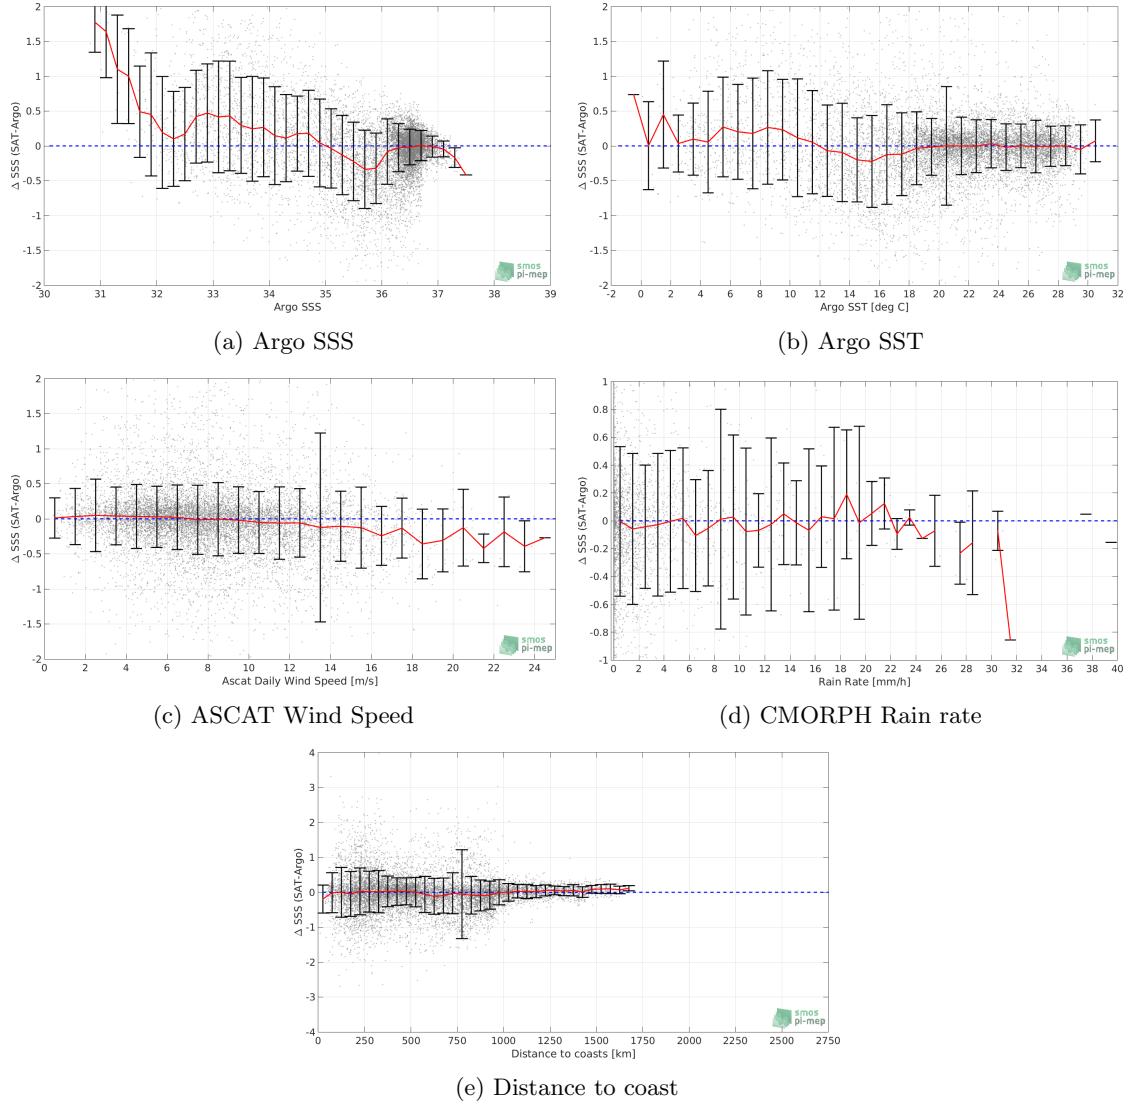 2
1.5
1
0.5
0
-0.5
-1
-1.5
-2
Δ SSS (SAT-Argo)
30 31 32 33 34 35 36 37 38 39
Argo SSS
smos
pi-mep
(a) Argo SSS
2
1.5
1
0.5
0
-0.5
-1
-1.5
-2
Δ SSS (SAT-Argo)
-2 0 2 4 6 8 10 12 14 16 18 20 22 24 26 28 30 32
Argo SST [deg C]
smos
pi-mep
(b) Argo SST
2
1.5
1
0.5
0
-0.5
-1
-1.5
-2
Δ SSS (SAT-Argo)
0 2 4 6 8 10 12 14 16 18 20 22 24
Ascat Daily Wind Speed [m/s]
smos
pi-mep
(c) ASCAT Wind Speed
1
0.8
0.6
0.4
0.2
0
-0.2
-0.4
-0.6
-0.8
-1
Δ SSS (SAT-Argo)
0 2 4 6 8 10 12 14 16 18 20 22 24 26 28 30 32 34 36 38 40
Rain Rate [mm/h]
smos
pi-mep
(d) CMORPH Rain rate
4
3
2
1
0
-1
-2
-3
-4
Δ SSS (SAT-Argo)
0 250 500 750 1000 1250 1500 1750 2000 2250 2500 2750
Distance to coasts [km]
smos
pi-mep
(e) Distance to coast